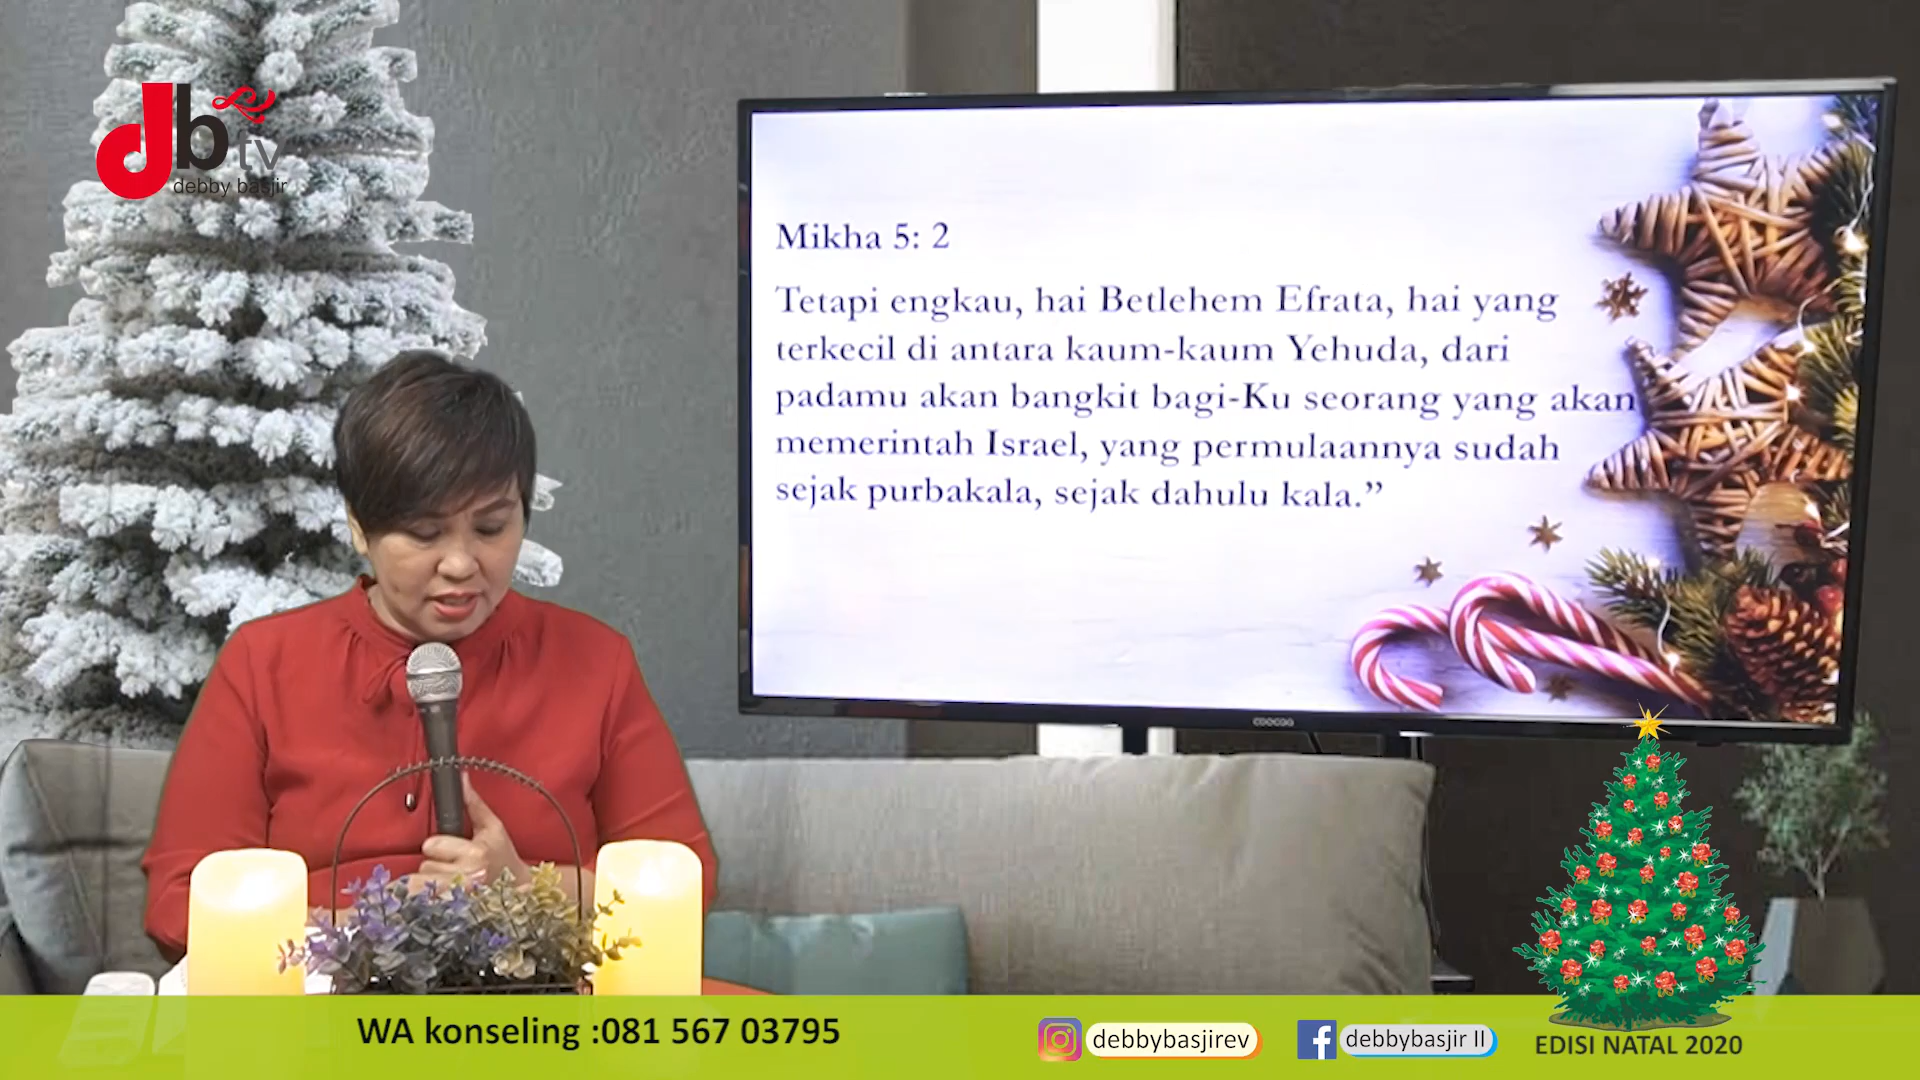 db tv
debby basjir
Mikha 5: 2
Tetapi engkau, hai Betlehem Efrata, hai yang
terkecil di antara kaum-kaum Yehuda, dari
padamu akan bangkit bagi-Ku seorang yang akan
memerintah Israel, yang permulaannya sudah
sejak purbakala, sejak dahulu kala.”
WA konseling :081 567 03795
debbybasjirev
debbybasjir II
EDISI NATAL 2020